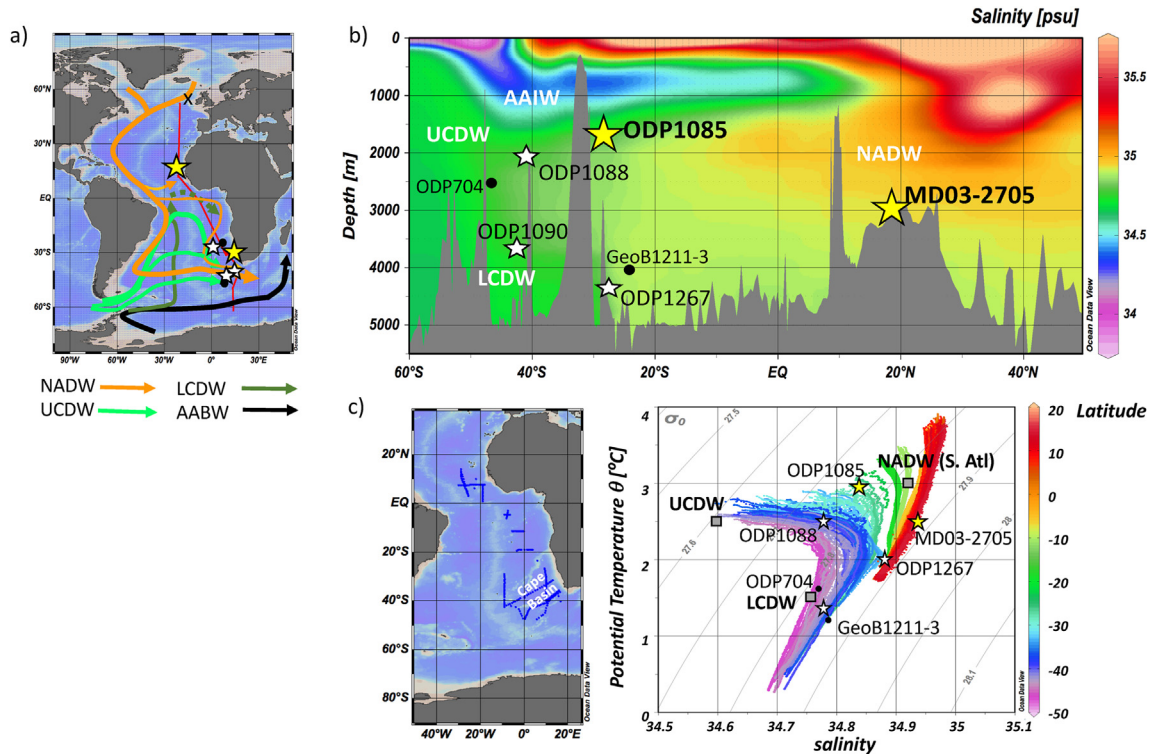 a)
60°N
30°N
EQ
30°S
60°S
90°W 60°W 30°W 0°E 30°E
X
Ocean Data View
NADW LCDW
UCDW AABW
b)
Salinity [psu]
Depth [m]
0
1000
2000
3000
4000
5000
60°S 40°S 20°S EQ 20°N 40°N
AAIW
UCDW
ODP1085
ODP1088
NADW
ODP704
MD03-2705
ODP1090
GeoB1211-3
LCDW
ODP1267
Ocean Data View
35.5
35
34.5
34
c)
20°N
EQ
20°S
40°S
60°S
80°S
40°W 20°W 0°E 20°E
Cape
Basin
Ocean Data View
Potential Temperature θ [°C]
4
3
2
1
0
34.5 34.6 34.7 34.8 34.9 35 35.1
salinity
σ0
27.5
27.6
27.9
28
28.1
ODP1085
NADW (S. Atl)
UCDW
ODP1088
MD03-2705
ODP1267
ODP704
LCDW
GeoB1211-3
Ocean Data View
Latitude
20
10
0
-10
-20
-30
-40
-50